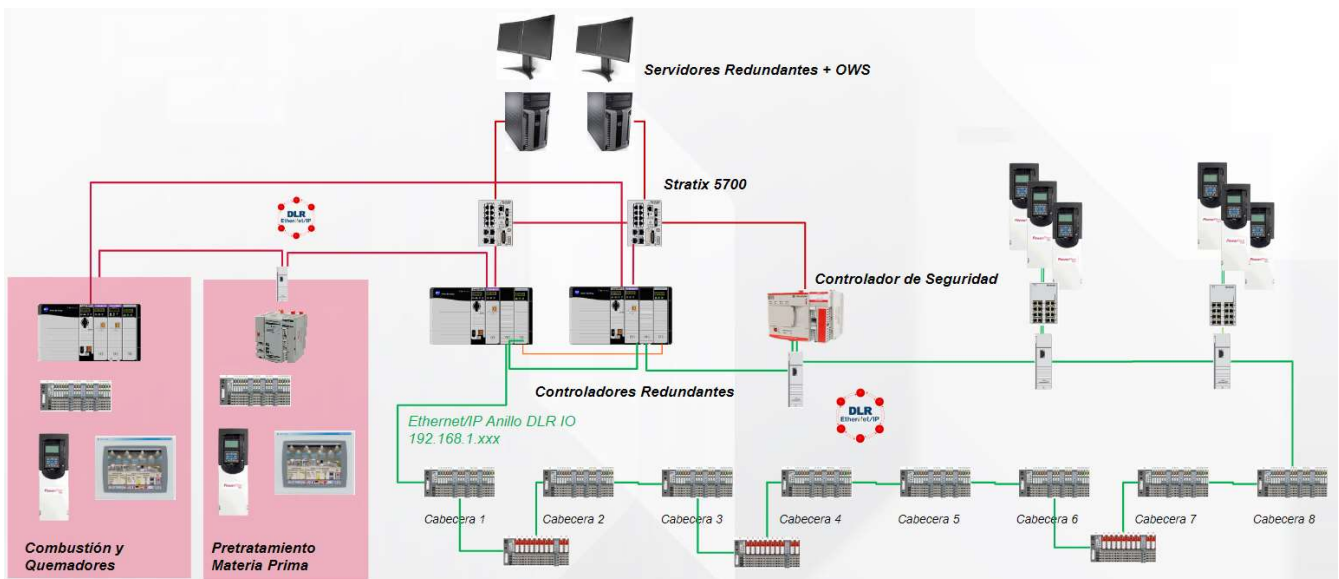 Servidores Redundantes + OWS
Stratix 5700
DLR
EtherNet/IP
Controlador de Seguridad
Controladores Redundantes
Ethernet/IP Anillo DLR IO
192.168.1.xxx
DLR
EtherNet/IP
Cabecera 1
Cabecera 2
Cabecera 3
Cabecera 4
Cabecera 5
Cabecera 6
Cabecera 7
Cabecera 8
Combustión y
Quemadores
Pretratamiento
Materia Prima